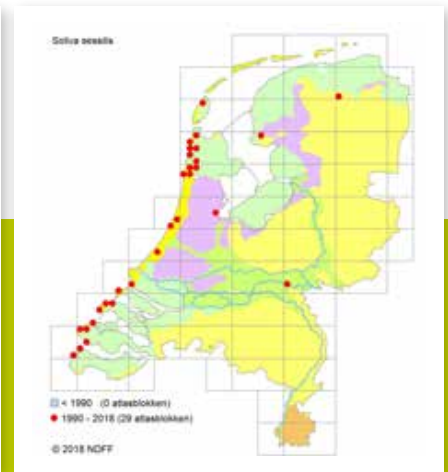 Soliva sessilis
< 1990 (0 atlasblokken)
1990 - 2018 (29 atlasblokken)
© 2018 NDFF